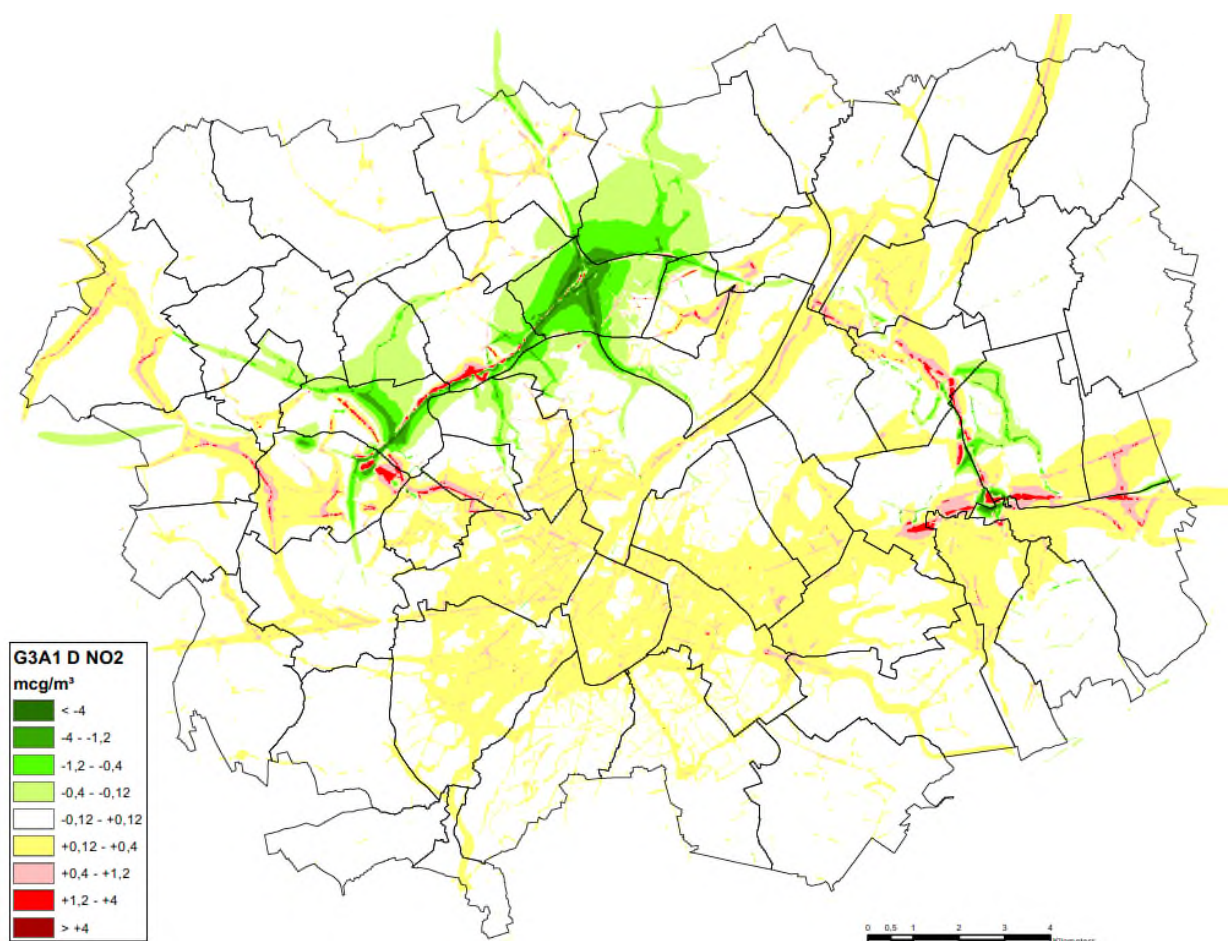 G3A1 D NO2
mcg/m³
< -4
-4 - -1,2
-1,2 - -0,4
-0,4 - -0,12
-0,12 - +0,12
+0,12 - +0,4
+0,4 - +1,2
+1,2 - +4
> +4
0 0,5 1 2 3 4